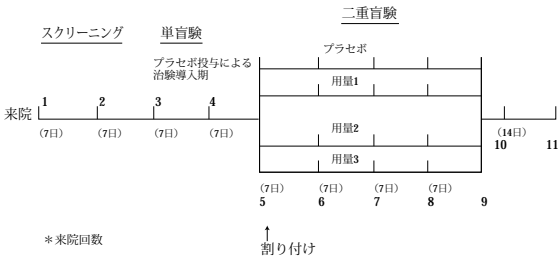 二重盲験
スクリーニング 単盲験
プラセボ
プラセボ投与による
治験導入期
用量1
1 2 3 4
来院
用量2
(7日) (7日) (7日) (7日) (14日)
10 11
用量3
(7日) (7日) (7日) (7日)
5 6 7 8 9
＊来院回数
↑
割り付け